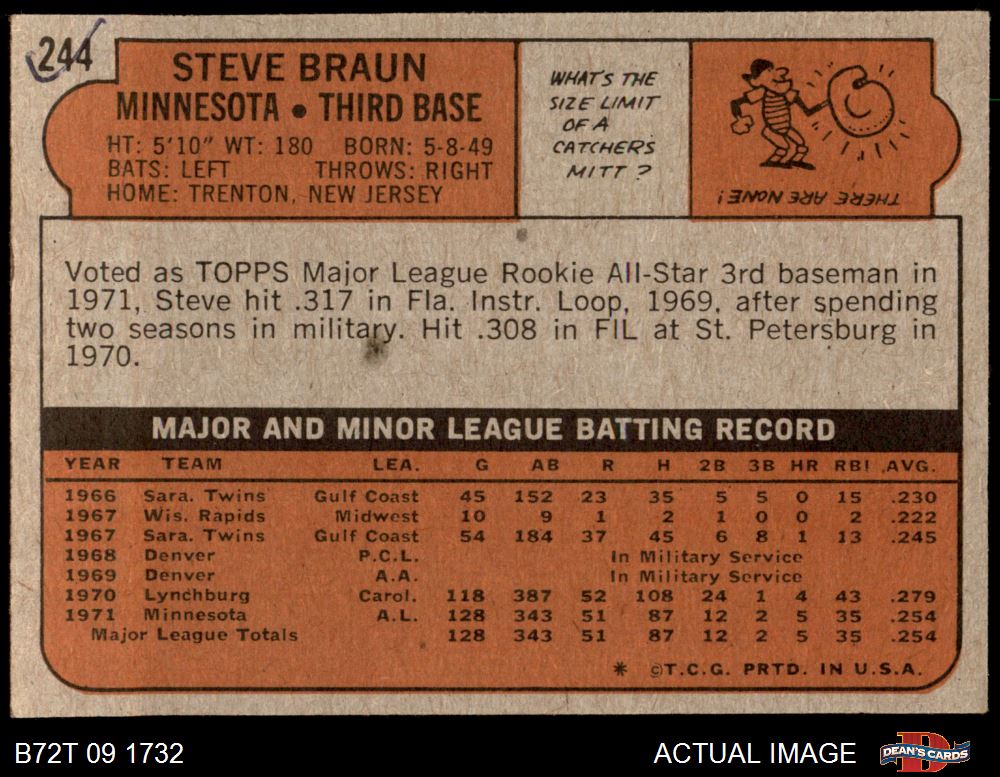 244
STEVE BRAUN
MINNESOTA • THIRD BASE
HT: 5'10" WT: 180 BORN: 5-8-49
BATS: LEFT THROWS: RIGHT
HOME: TRENTON, NEW JERSEY
WHAT'S THE
SIZE LIMIT
OF A
CATCHERS
MITT?
THERE ARE NONE!
Voted as TOPPS Major League Rookie All-Star 3rd baseman in
1971, Steve hit .317 in Fla. Instr. Loop, 1969, after spending
two seasons in military. Hit .308 in FIL at St. Petersburg in
1970.
MAJOR AND MINOR LEAGUE BATTING RECORD
YEAR TEAM LEA. G AB R H 2B 3B HR RBI AVG.
1966 Sara. Twins Gulf Coast 45 152 23 35 5 5 0 15 .230
1967 Wis. Rapids Midwest 10 9 1 2 1 0 0 2 .222
1967 Sara. Twins Gulf Coast 54 184 37 45 6 8 1 13 .245
1968 Denver P.C.L. In Military Service
1969 Denver A.A. In Military Service
1970 Lynchburg Carol. 118 387 52 108 24 1 4 43 .279
1971 Minnesota A.L. 128 343 51 87 12 2 5 35 .254
Major League Totals 128 343 51 87 12 2 5 35 .254
* ©T.C.G. PRTD. IN U.S.A.
B72T 09 1732 ACTUAL IMAGE DEAN'S CARDS